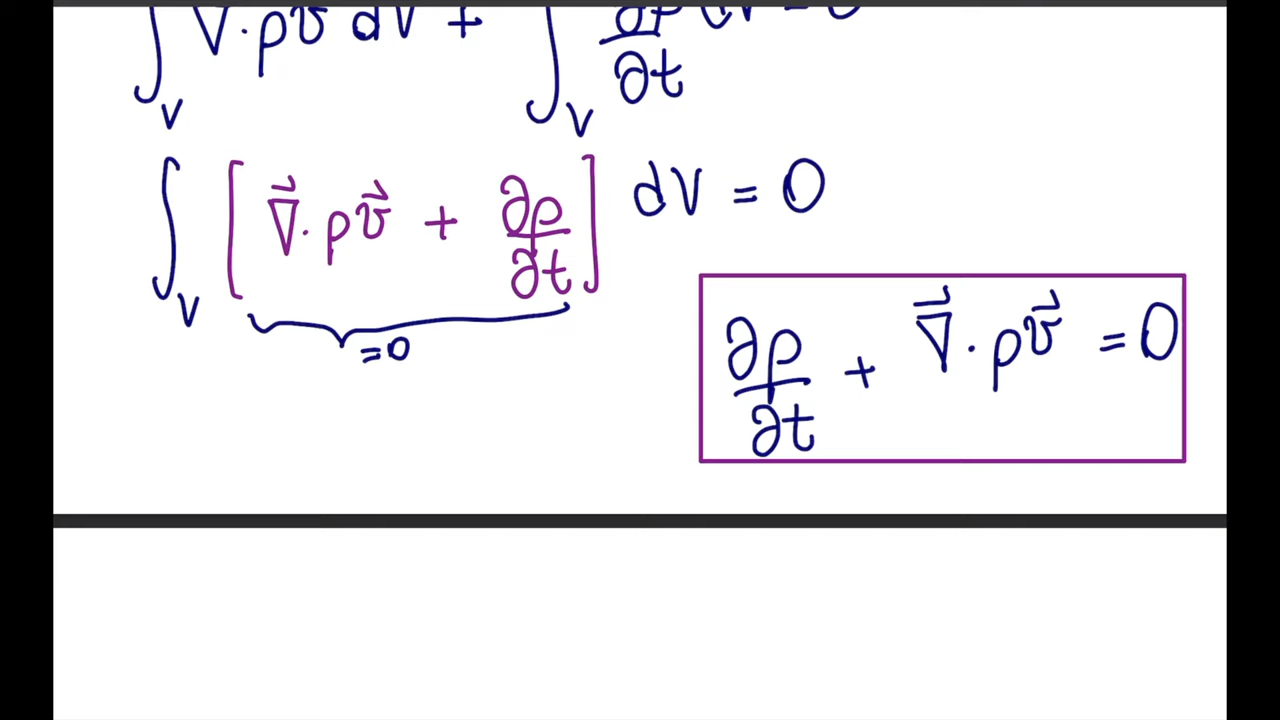 ∫_V ∇·ρv dV + ∫_V ∂ρ/∂t dV = 0
∫_V [ ∇⃗·ρv⃗ + ∂ρ/∂t ] dV = 0
=0
∂ρ/∂t + ∇⃗·ρv⃗ = 0